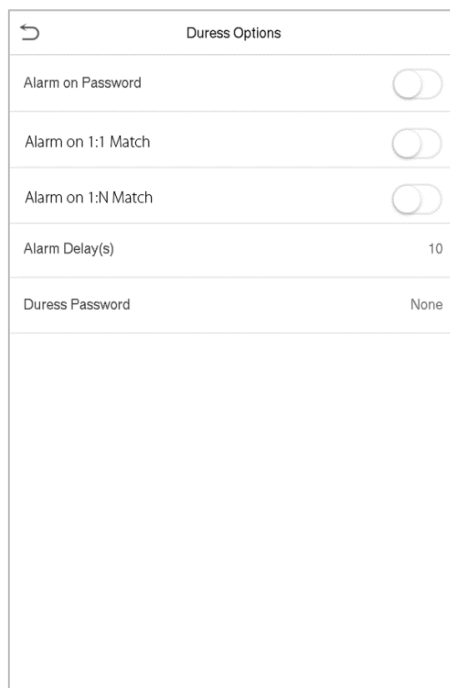 Duress Options
Alarm on Password
Alarm on 1:1 Match
Alarm on 1:N Match
Alarm Delay(s) 10
Duress Password None